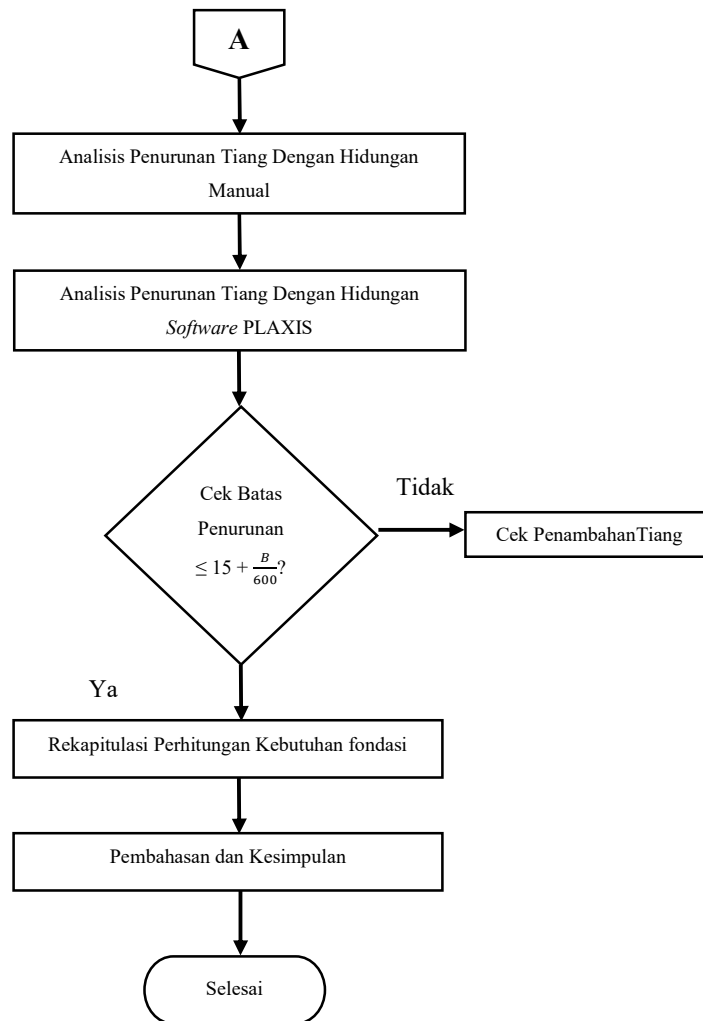 A
Analisis Penurunan Tiang Dengan Hidungan
Manual
Analisis Penurunan Tiang Dengan Hidungan
Software PLAXIS
Cek Batas
Penurunan
≤ 15 + B/600?
Tidak
Cek PenambahanTiang
Ya
Rekapitulasi Perhitungan Kebutuhan fondasi
Pembahasan dan Kesimpulan
Selesai